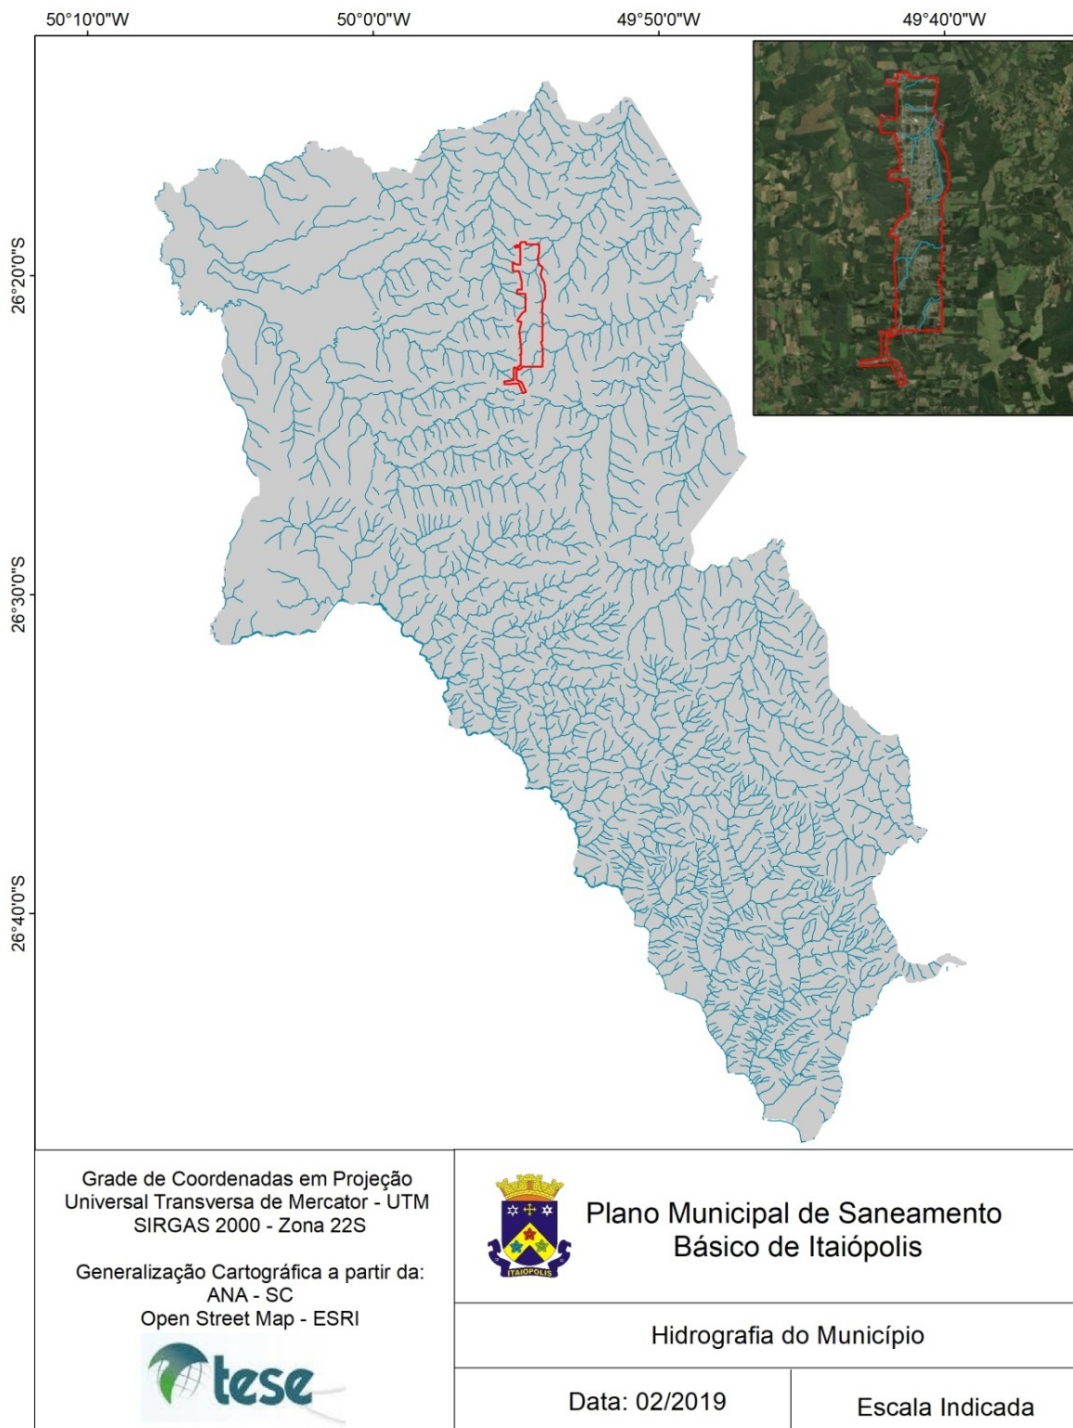 50°10'0"W
50°0'0"W
49°50'0"W
49°40'0"W
26°20'0"S
26°30'0"S
26°40'0"S
Grade de Coordenadas em Projeção
Universal Transversa de Mercator - UTM
SIRGAS 2000 - Zona 22S
Generalização Cartográfica a partir da:
ANA - SC
Open Street Map - ESRI
tese
ITAIÓPOLIS
Plano Municipal de Saneamento
Básico de Itaiópolis
Hidrografia do Município
Data: 02/2019
Escala Indicada